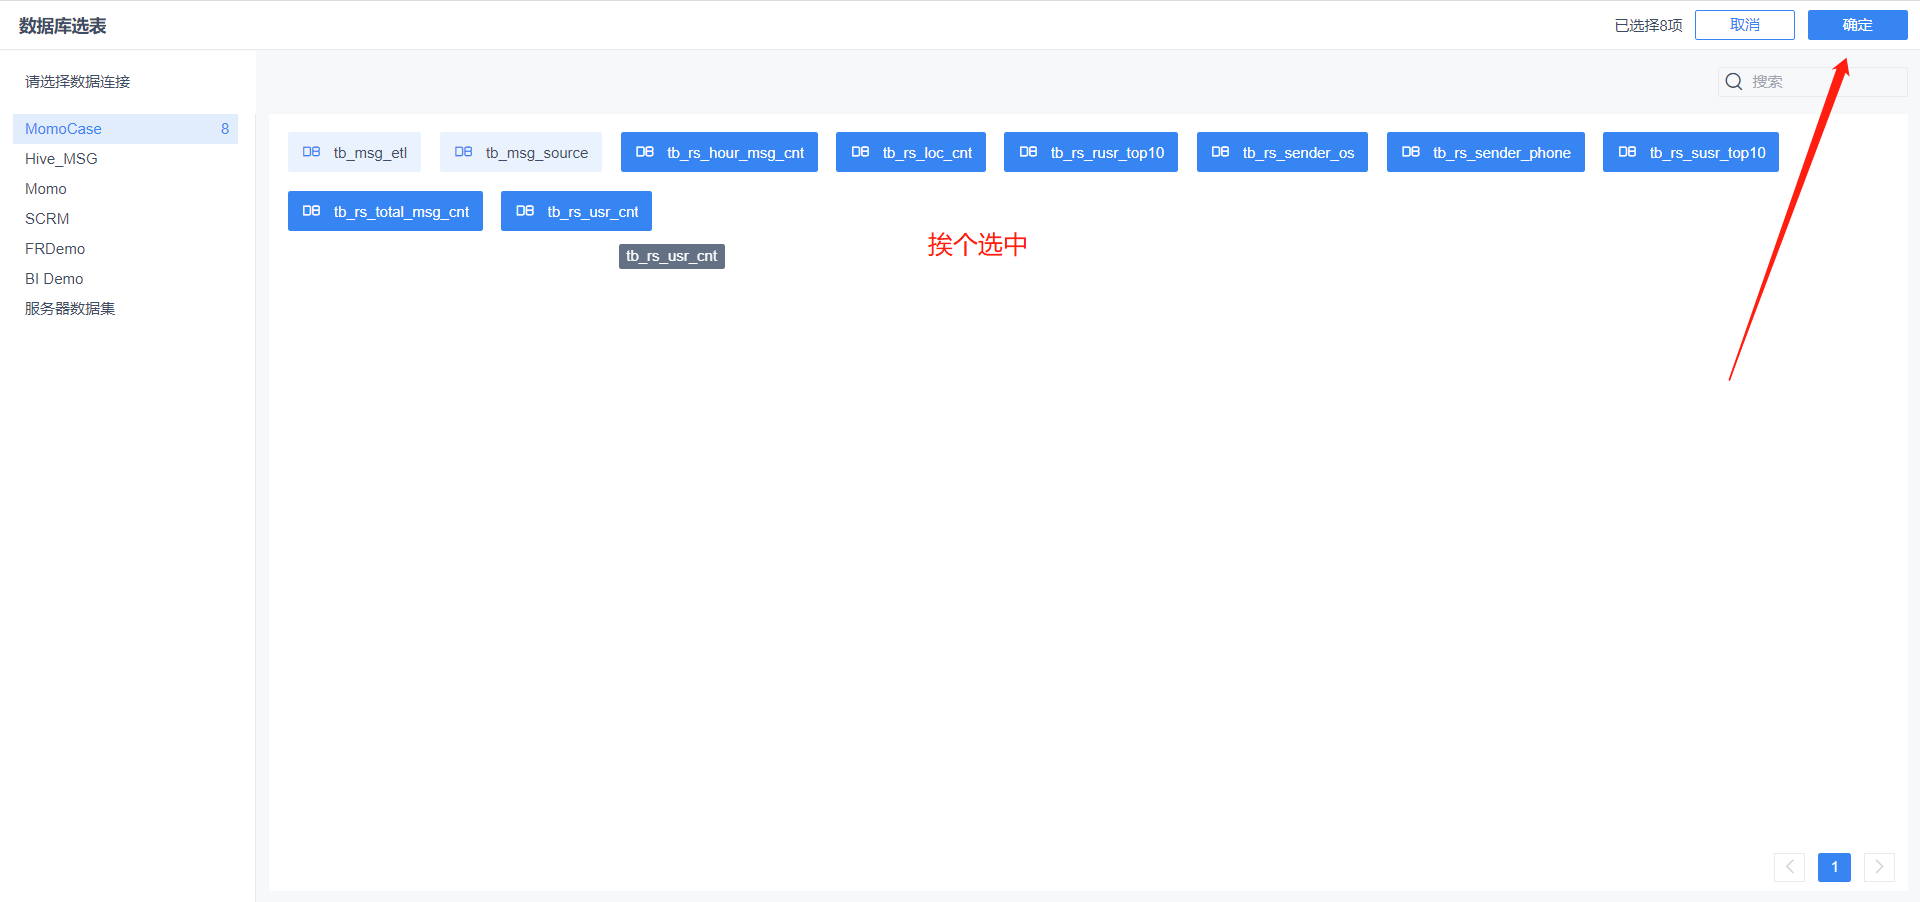 数据库选表
已选择8项
取消
确定
请选择数据连接
搜索
MomoCase 8
Hive_MSG
Momo
SCRM
FRDemo
BI Demo
服务器数据集
DB tb_msg_etl
DB tb_msg_source
DB tb_rs_hour_msg_cnt
DB tb_rs_loc_cnt
DB tb_rs_rusr_top10
DB tb_rs_sender_os
DB tb_rs_sender_phone
DB tb_rs_susr_top10
DB tb_rs_total_msg_cnt
DB tb_rs_usr_cnt
tb_rs_usr_cnt
挨个选中
1